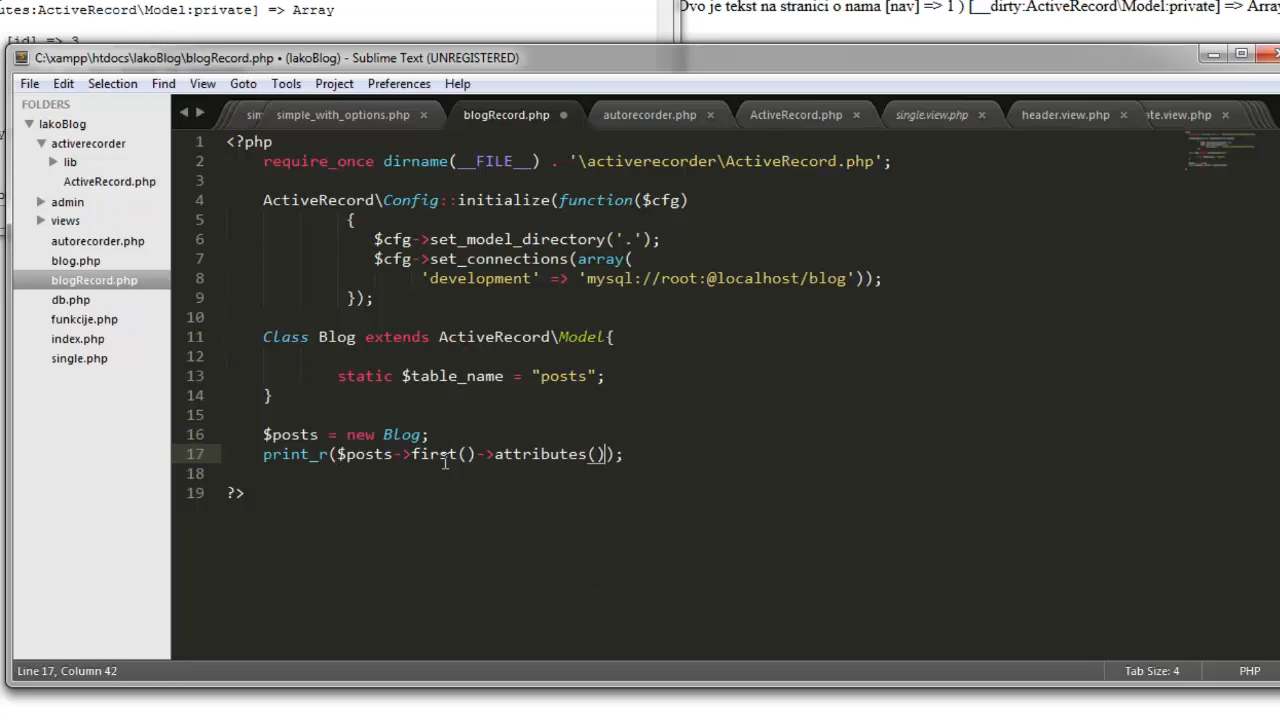 utes:ActiveRecord\Model:private] => Array
Ovo je tekst na stranici o nama [nav] => 1 ) [__dirty:ActiveRecord\Model:private] => Array
[id] => 3
C:\xampp\htdocs\lakoBlog\blogRecord.php • (lakoBlog) - Sublime Text (UNREGISTERED)
File Edit Selection Find View Goto Tools Project Preferences Help
FOLDERS
lakoBlog
activerecorder
lib
ActiveRecord.php
admin
views
autorecorder.php
blog.php
blogRecord.php
db.php
funkcije.php
index.php
single.php
sim simple_with_options.php × blogRecord.php autorecorder.php × ActiveRecord.php × single.view.php × header.view.php × ate.view.php ×
1 <?php
2 require_once dirname(__FILE__) . '\activerecorder\ActiveRecord.php';
3
4 ActiveRecord\Config::initialize(function($cfg)
5 {
6 $cfg->set_model_directory('.');
7 $cfg->set_connections(array(
8 'development' => 'mysql://root:@localhost/blog'));
9 });
10
11 Class Blog extends ActiveRecord\Model{
12
13 static $table_name = "posts";
14 }
15
16 $posts = new Blog;
17 print_r($posts->first()->attributes());
18
19 ?>
Line 17, Column 42
Tab Size: 4
PHP